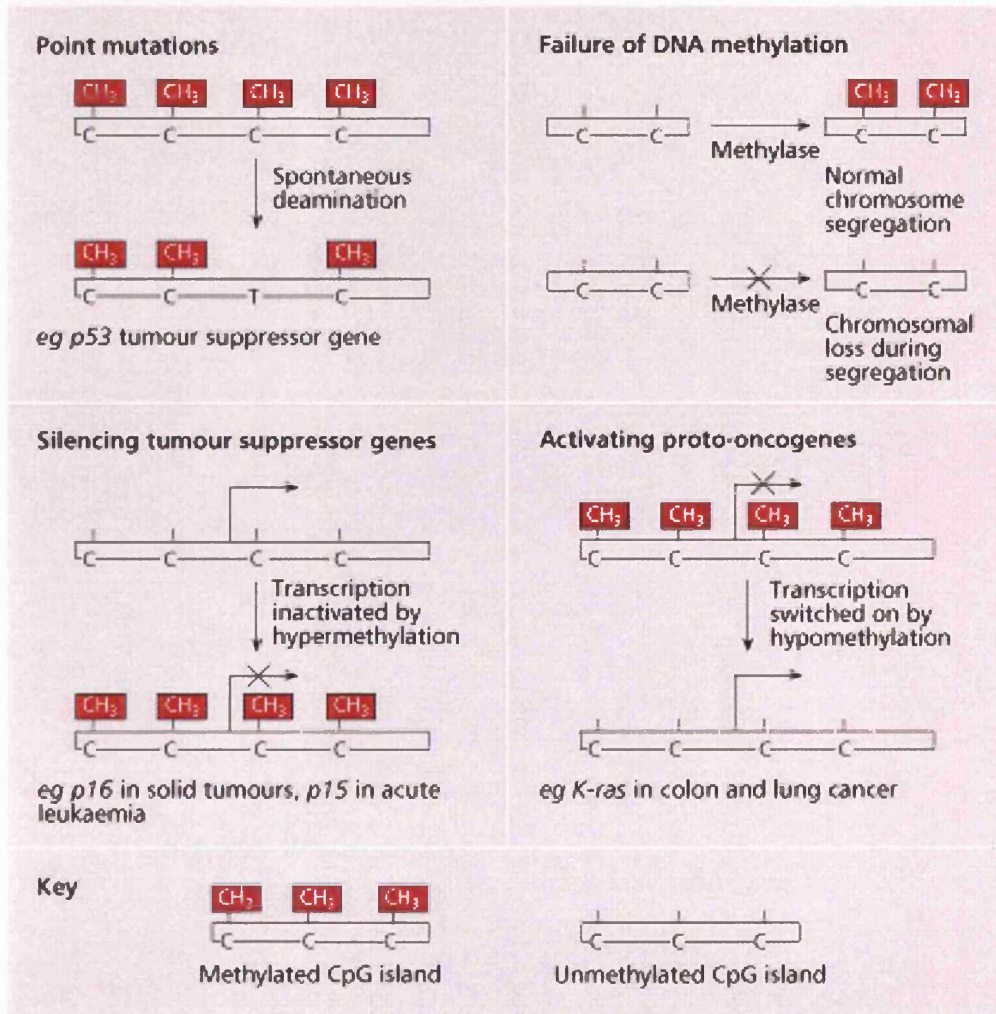 Point mutations
CH₃ CH₃ CH₃ CH₃
C C C C
Spontaneous
deamination
CH₃ CH₃ CH₃
C C T C
eg p53 tumour suppressor gene
Failure of DNA methylation
CH₃ CH₃
C C C C
Methylase
Normal
chromosome
segregation
C C C C
Methylase
Chromosomal
loss during
segregation
Silencing tumour suppressor genes
C C C C
Transcription
inactivated by
hypermethylation
CH₃ CH₃ CH₃ CH₃
C C C C
eg p16 in solid tumours, p15 in acute
leukaemia
Activating proto-oncogenes
CH₃ CH₃ CH₃ CH₃
C C C C
Transcription
switched on by
hypomethylation
C C C C
eg K-ras in colon and lung cancer
Key
CH₃ CH₃ CH₃
C C C
Methylated CpG island
C C C
Unmethylated CpG island